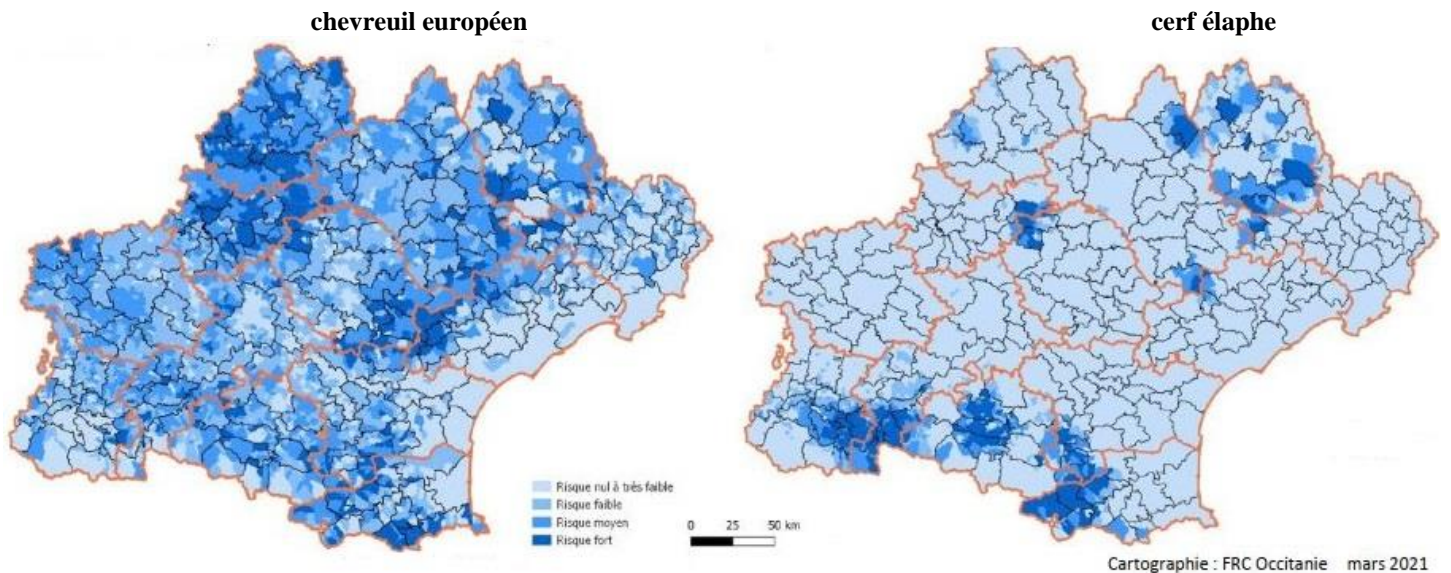 chevreuil européen
cerf élaphe
Risque nul à très faible
Risque faible
Risque moyen
Risque fort
0 25 50 km
Cartographie : FRC Occitanie mars 2021